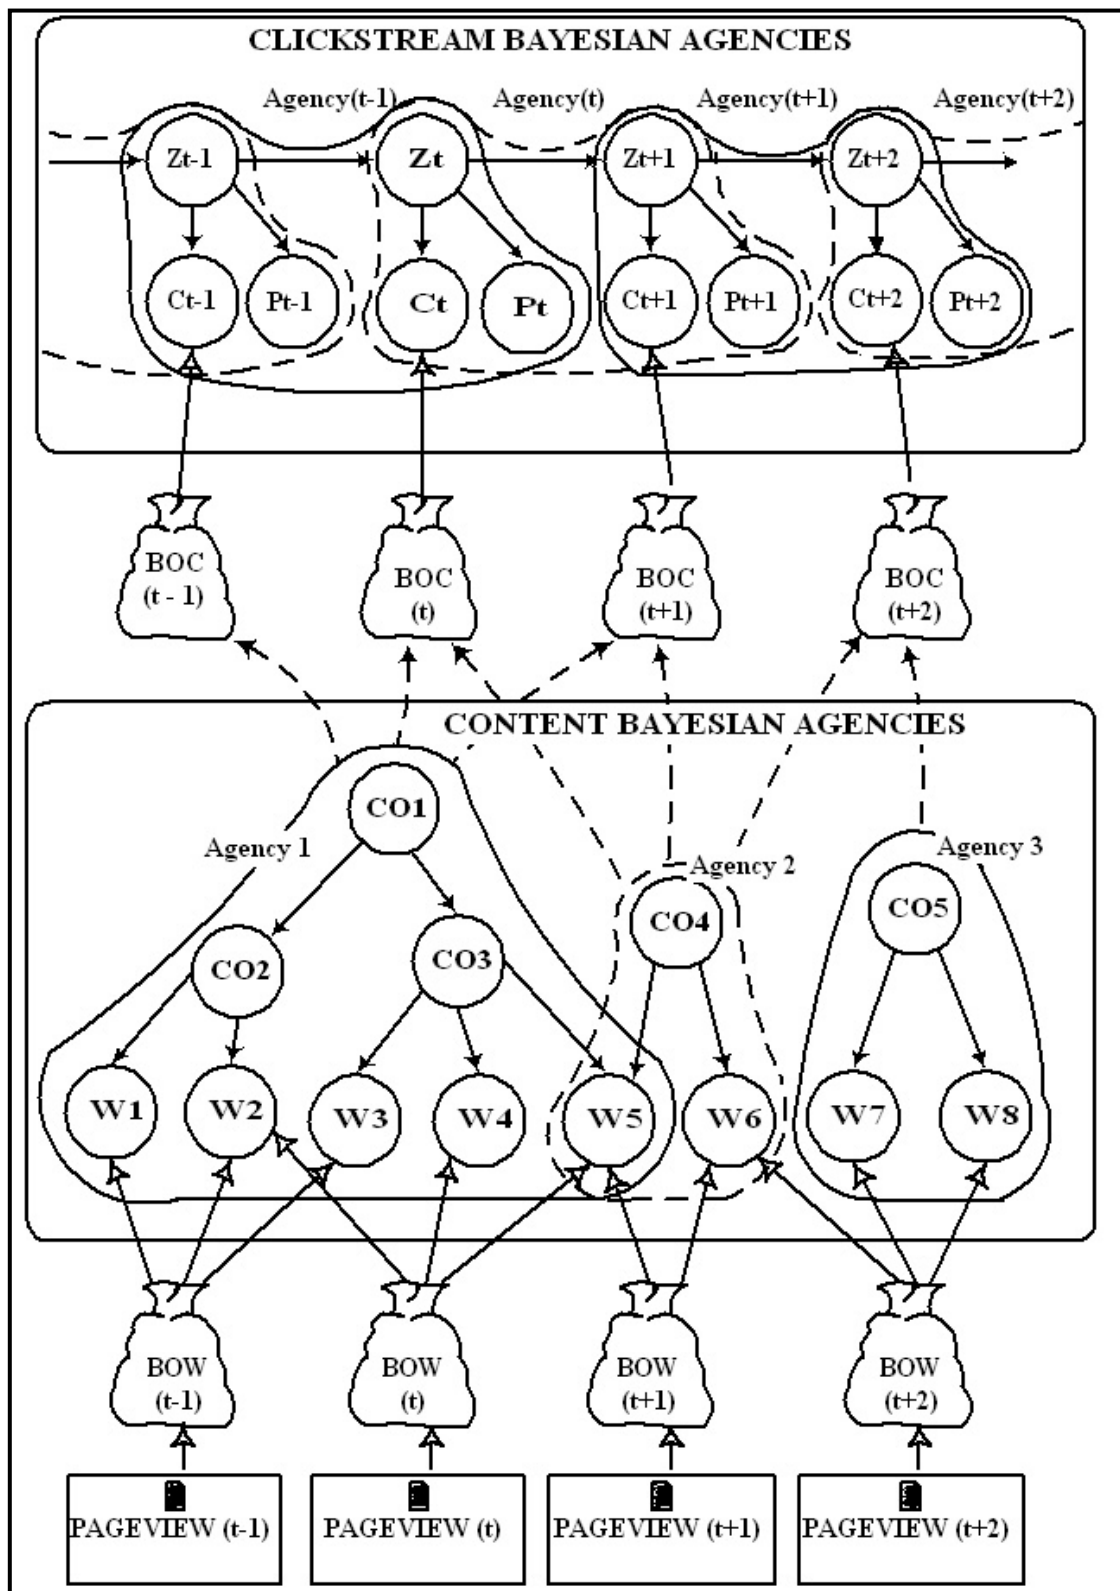 CLICKSTREAM BAYESIAN AGENCIES
Agency(t-1) Agency(t) Agency(t+1) Agency(t+2)
Zt-1 Zt Zt+1 Zt+2
Ct-1 Pt-1 Ct Pt Ct+1 Pt+1 Ct+2 Pt+2
BOC BOC BOC BOC
(t - 1) (t) (t+1) (t+2)
CONTENT BAYESIAN AGENCIES
CO1
Agency 1 Agency 2 Agency 3
CO2 CO3 CO4 CO5
W1 W2 W3 W4 W5 W6 W7 W8
BOW BOW BOW BOW
(t-1) (t) (t+1) (t+2)
PAGEVIEW (t-1) PAGEVIEW (t) PAGEVIEW (t+1) PAGEVIEW (t+2)